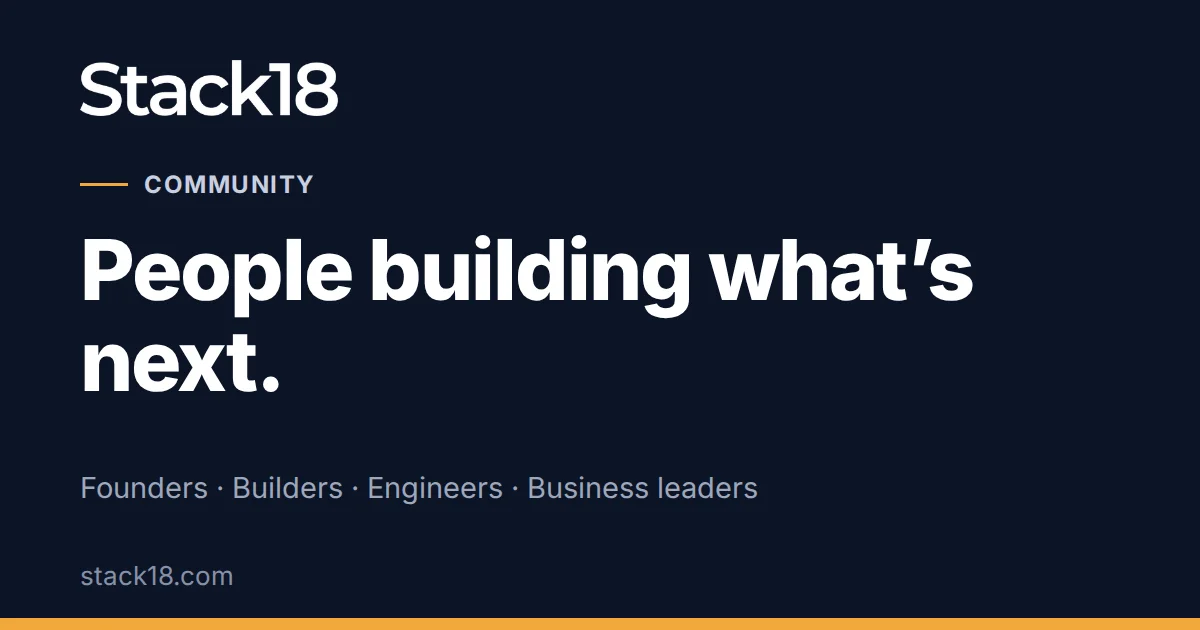 Stack18
COMMUNITY
People building what’s
next.
Founders · Builders · Engineers · Business leaders
stack18.com